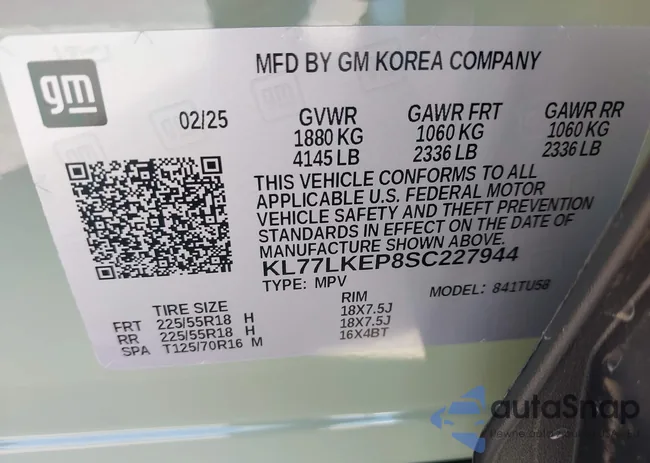 gm
MFD BY GM KOREA COMPANY
02/25 GVWR GAWR FRT GAWR RR
1880 KG 1060 KG 1060 KG
4145 LB 2336 LB 2336 LB
THIS VEHICLE CONFORMS TO ALL
APPLICABLE U.S. FEDERAL MOTOR
VEHICLE SAFETY AND THEFT PREVENTION
STANDARDS IN EFFECT ON THE DATE OF
MANUFACTURE SHOWN ABOVE.
KL77LKEP8SC227944
TYPE: MPV MODEL: 841TU58
TIRE SIZE RIM
FRT 225/55R18 H 18X7.5J
RR 225/55R18 H 18X7.5J
SPA T125/70R16 M 16X4BT
autoSnap